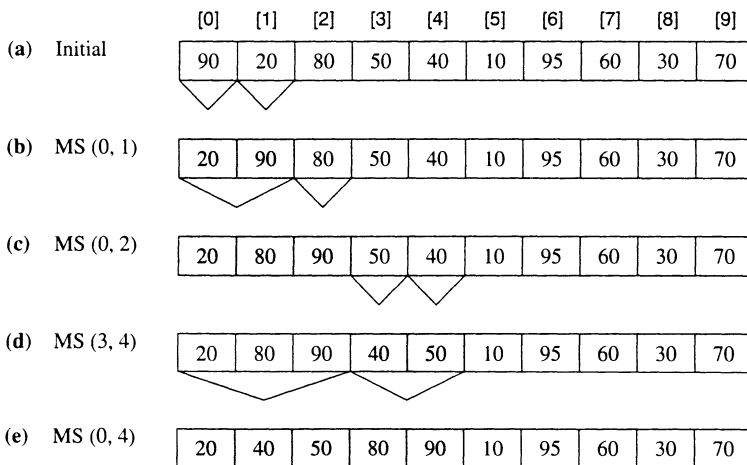 [0] [1] [2] [3] [4] [5] [6] [7] [8] [9]
(a) Initial 90 20 80 50 40 10 95 60 30 70
(b) MS (0, 1) 20 90 80 50 40 10 95 60 30 70
(c) MS (0, 2) 20 80 90 50 40 10 95 60 30 70
(d) MS (3, 4) 20 80 90 40 50 10 95 60 30 70
(e) MS (0, 4) 20 40 50 80 90 10 95 60 30 70